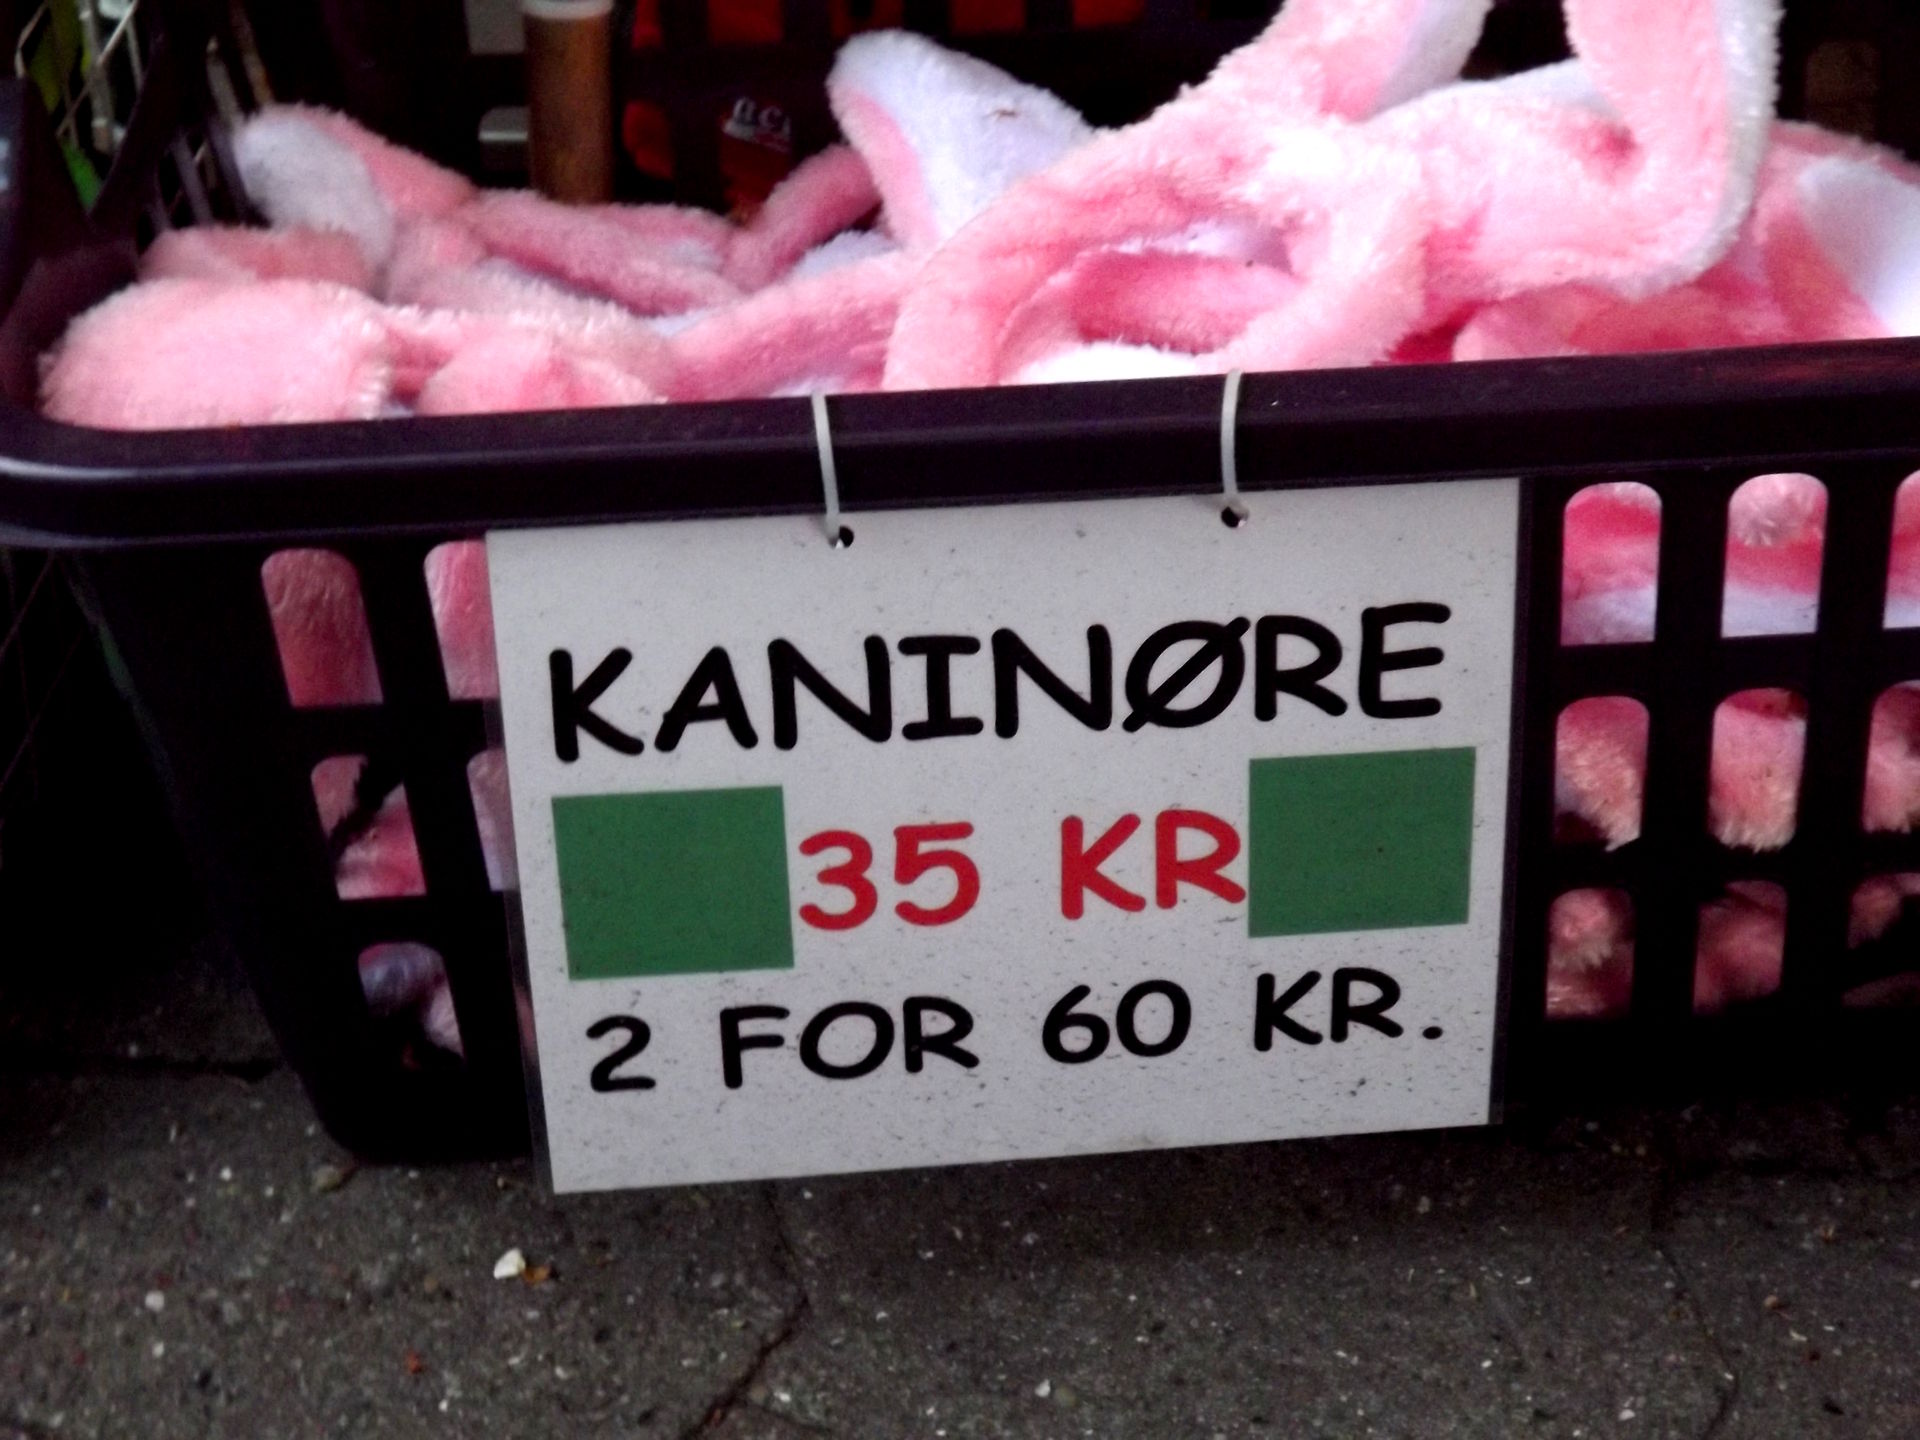 KANINØRE
35 KR
2 FOR 60 KR.